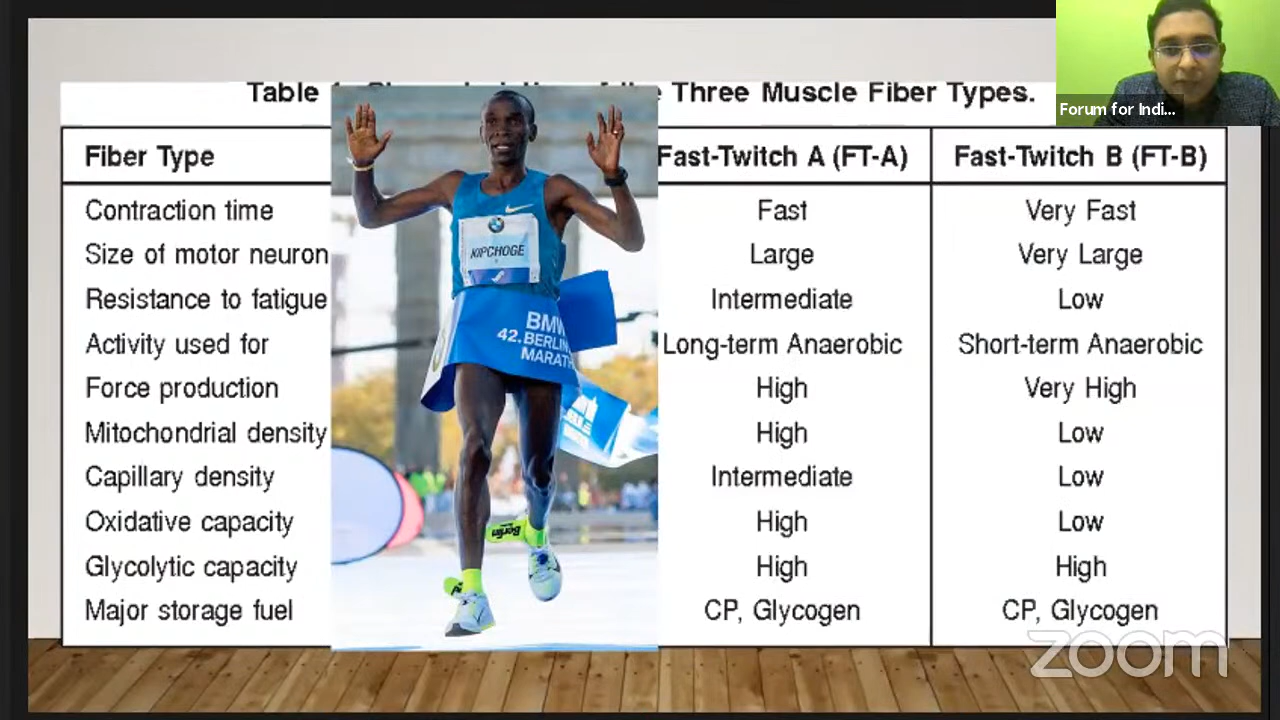 Table Three Muscle Fiber Types.
Forum for Indi...
Fiber Type Fast-Twitch A (FT-A) Fast-Twitch B (FT-B)
Contraction time Fast Very Fast
Size of motor neuron Large Very Large
Resistance to fatigue Intermediate Low
Activity used for Long-term Anaerobic Short-term Anaerobic
Force production High Very High
Mitochondrial density High Low
Capillary density Intermediate Low
Oxidative capacity High Low
Glycolytic capacity High High
Major storage fuel CP, Glycogen CP, Glycogen
BMW
KIPCHOGE
BMW
42. BERLIN
MARATH
Berlin
zoom